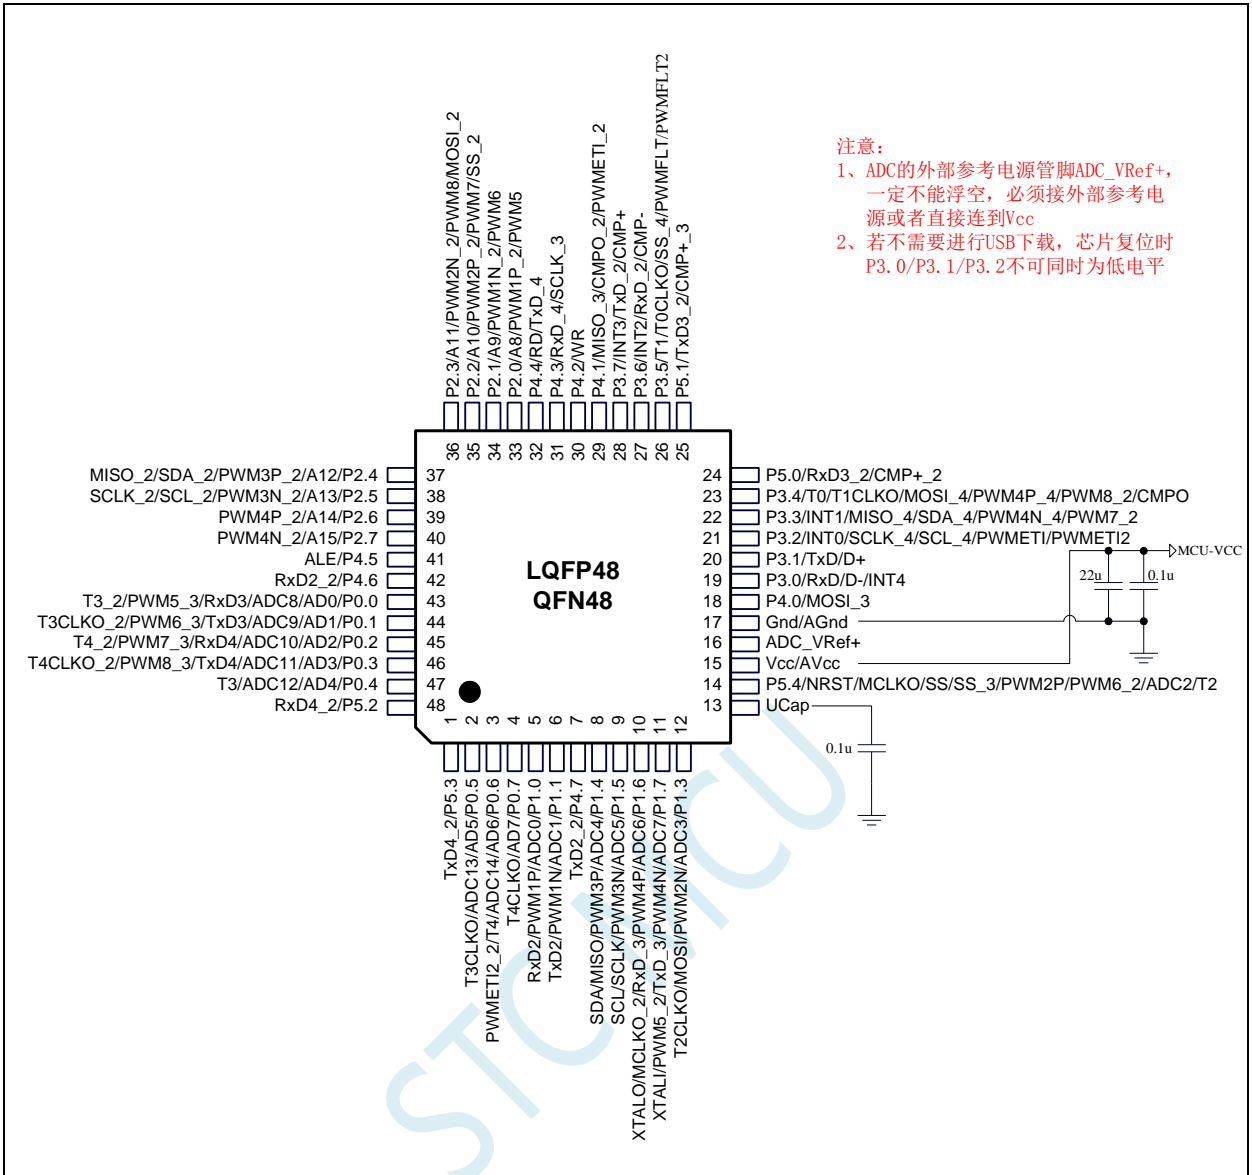 注意:
1、ADC的外部参考电源管脚ADC_VRef+,
一定不能浮空，必须接外部参考电
源或者直接连到Vcc
2、若不需要进行USB下载，芯片复位时
P3.0/P3.1/P3.2不可同时为低电平
P2.3/A11/PWM2N_2/PWM8/MOSI_2
P2.2/A10/PWM2P_2/PWM7/SS_2
P2.1/A9/PWM1N_2/PWM6
P2.0/A8/PWM1P_2/PWM5
P4.4/RD/TxD_4
P4.3/RxD_4/SCLK_3
P4.2/WR
P4.1/MISO_3/CMPO_2/PWMETI_2
P3.7/INT3/TxD_2/CMP+
P3.6/INT2/RxD_2/CMP-
P3.5/T1/T0CLKO/SS_4/PWMFLT/PWMFLT2
P5.1/TxD3_2/CMP+_3
36
35
34
33
32
31
30
29
28
27
26
25
MISO_2/SDA_2/PWM3P_2/A12/P2.4
37
SCLK_2/SCL_2/PWM3N_2/A13/P2.5
38
PWM4P_2/A14/P2.6
39
PWM4N_2/A15/P2.7
40
ALE/P4.5
41
RxD2_2/P4.6
42
T3_2/PWM5_3/RxD3/ADC8/AD0/P0.0
43
T3CLKO_2/PWM6_3/TxD3/ADC9/AD1/P0.1
44
T4_2/PWM7_3/RxD4/ADC10/AD2/P0.2
45
T4CLKO_2/PWM8_3/TxD4/ADC11/AD3/P0.3
46
T3/ADC12/AD4/P0.4
47
RxD4_2/P5.2
48
LQFP48
QFN48
24
P5.0/RxD3_2/CMP+_2
23
P3.4/T0/T1CLKO/MOSI_4/PWM4P_4/PWM8_2/CMPO
22
P3.3/INT1/MISO_4/SDA_4/PWM4N_4/PWM7_2
21
P3.2/INT0/SCLK_4/SCL_4/PWMETI/PWMETI2
20
P3.1/TxD/D+
19
P3.0/RxD/D-/INT4
18
P4.0/MOSI_3
17
Gnd/AGnd
16
ADC_VRef+
15
Vcc/AVcc
14
P5.4/NRST/MCLKO/SS/SS_3/PWM2P/PWM6_2/ADC2/T2
13
UCap
MCU-VCC
22u
0.1u
0.1u
1
2
3
4
5
6
7
8
9
10
11
12
TxD4_2/P5.3
T3CLKO/ADC13/AD5/P0.5
PWMETI2_2/T4/ADC14/AD6/P0.6
T4CLKO/AD7/P0.7
RxD2/PWM1P/ADC0/P1.0
TxD2/PWM1N/ADC1/P1.1
TxD2_2/P4.7
SDA/MISO/PWM3P/ADC4/P1.4
SCL/SCLK/PWM3N/ADC5/P1.5
XTALO/MCLKO_2/RxD_3/PWM4P/ADC6/P1.6
XTALI/PWM5_2/TxD_3/PWM4N/ADC7/P1.7
T2CLKO/MOSI/PWM2N/ADC3/P1.3
STC MCU